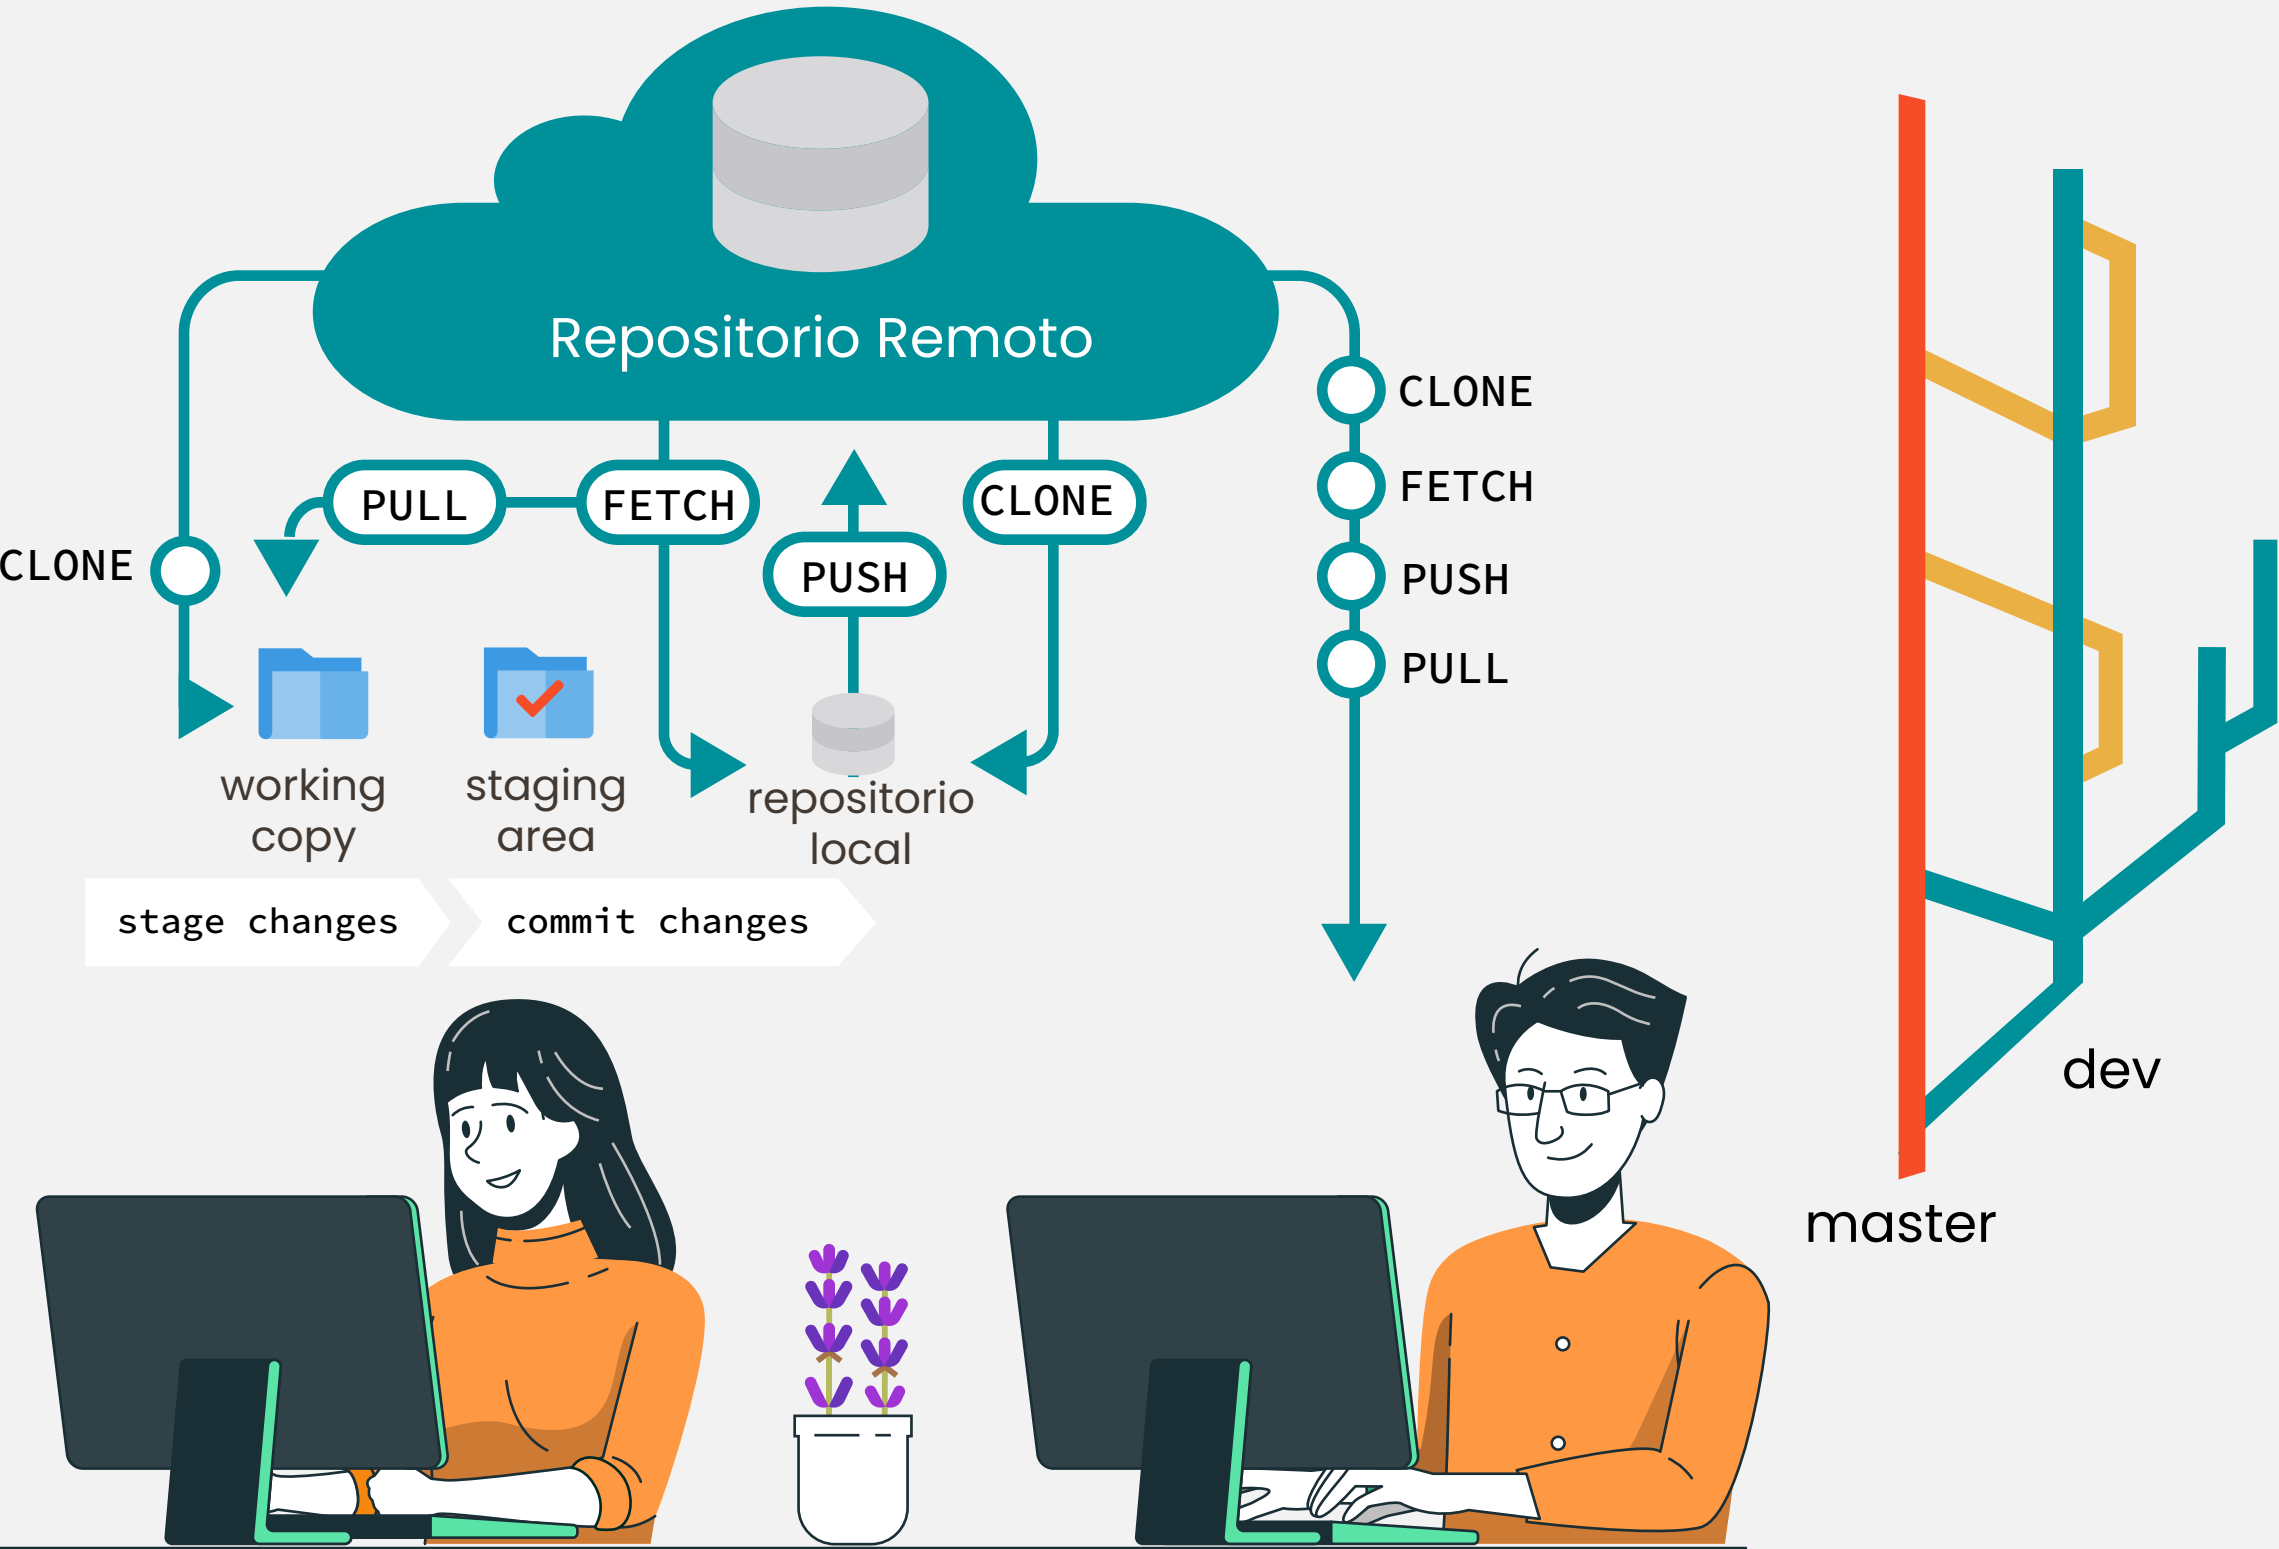 Repositorio Remoto
CLONE
PULL
FETCH
PUSH
CLONE
working
copy
staging
area
repositorio
local
stage changes
commit changes
CLONE
FETCH
PUSH
PULL
dev
master